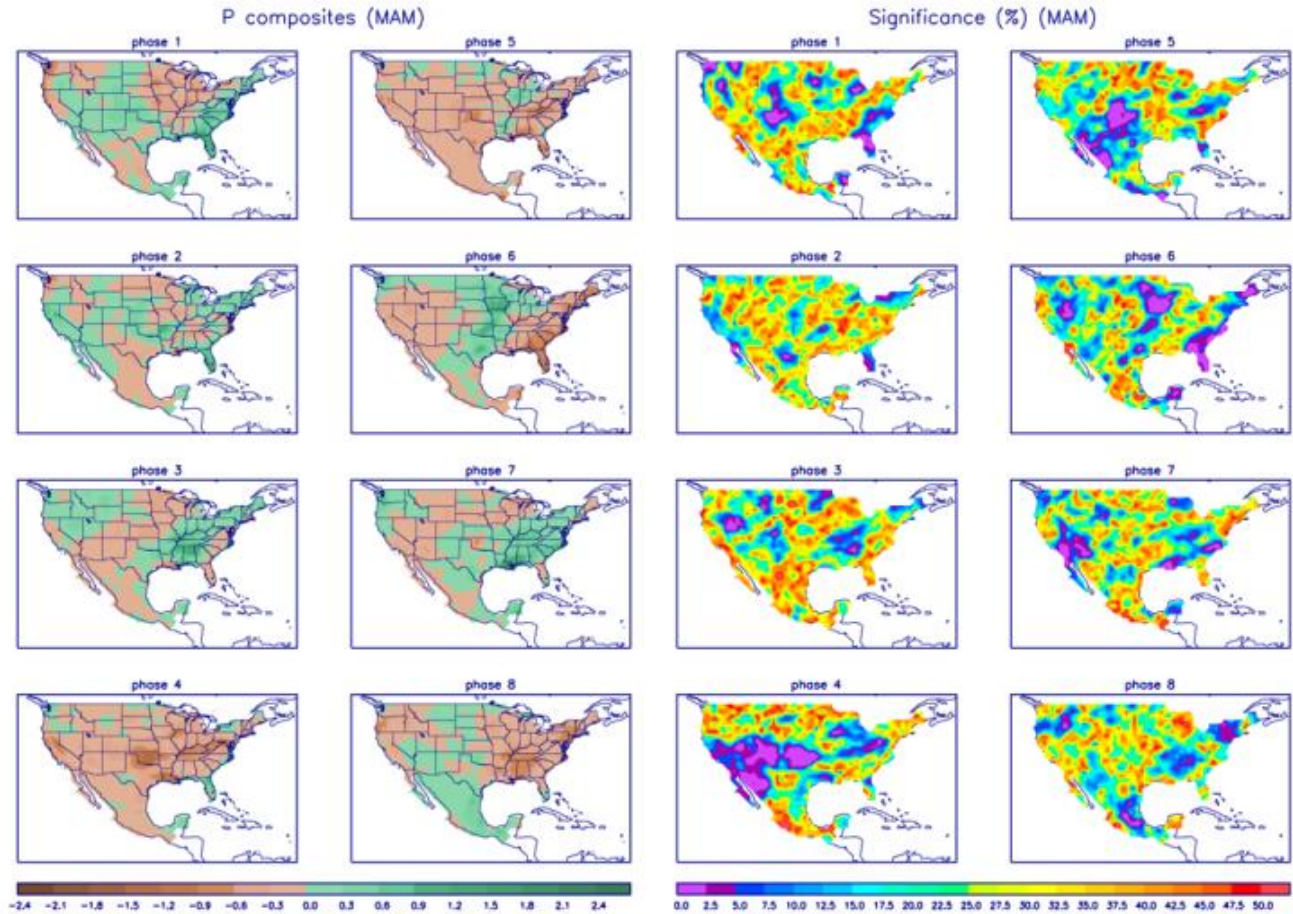 P composites (MAM) Significance (%) (MAM)
phase 1 phase 5 phase 1 phase 5
phase 2 phase 6 phase 2 phase 6
phase 3 phase 7 phase 3 phase 7
phase 4 phase 8 phase 4 phase 8
-2.4 -2.1 -1.8 -1.5 -1.2 -0.9 -0.6 -0.3 0.0 0.3 0.6 0.9 1.2 1.5 1.8 2.1 2.4 0.0 2.5 5.0 7.5 10.0 12.5 15.0 17.5 20.0 22.5 25.0 27.5 30.0 32.5 35.0 37.5 40.0 42.5 45.0 47.5 50.0